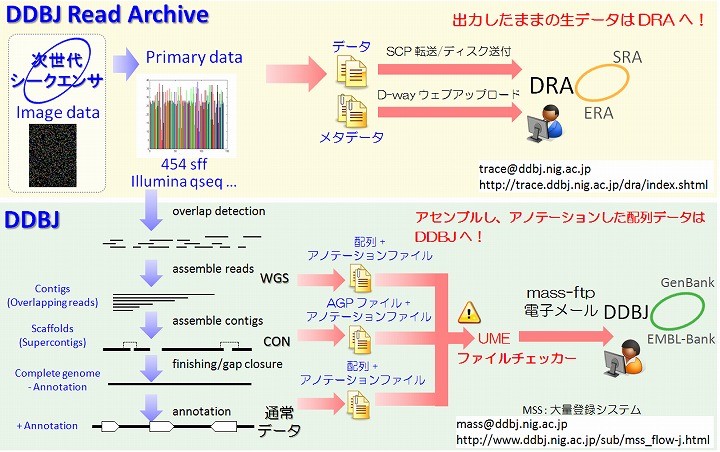 DDBJ Read Archive
出力したままの生データはDRAへ！
次世代
シークエンサ
Image data
Primary data
454 sff
Illumina qseq ...
データ
メタデータ
SCP 転送/ディスク送付
D-way ウェブアップロード
DRA
SRA
ERA
trace@ddbj.nig.ac.jp
http://trace.ddbj.nig.ac.jp/dra/index.shtml
DDBJ
overlap detection
アセンブルし、アノテーションした配列データは
DDBJへ！
assemble reads
Contigs
(Overlapping reads)
WGS
配列 +
アノテーションファイル
assemble contigs
Scaffolds
(Supercontigs)
CON
AGP ファイル +
アノテーションファイル
finishing/gap closure
Complete genome
- Annotation
配列 +
アノテーションファイル
annotation
+ Annotation
通常
データ
UME
ファイルチェッカー
mass-ftp
電子メール
DDBJ
GenBank
EMBL-Bank
MSS : 大量登録システム
mass@ddbj.nig.ac.jp
http://www.ddbj.nig.ac.jp/sub/mss_flow-j.html